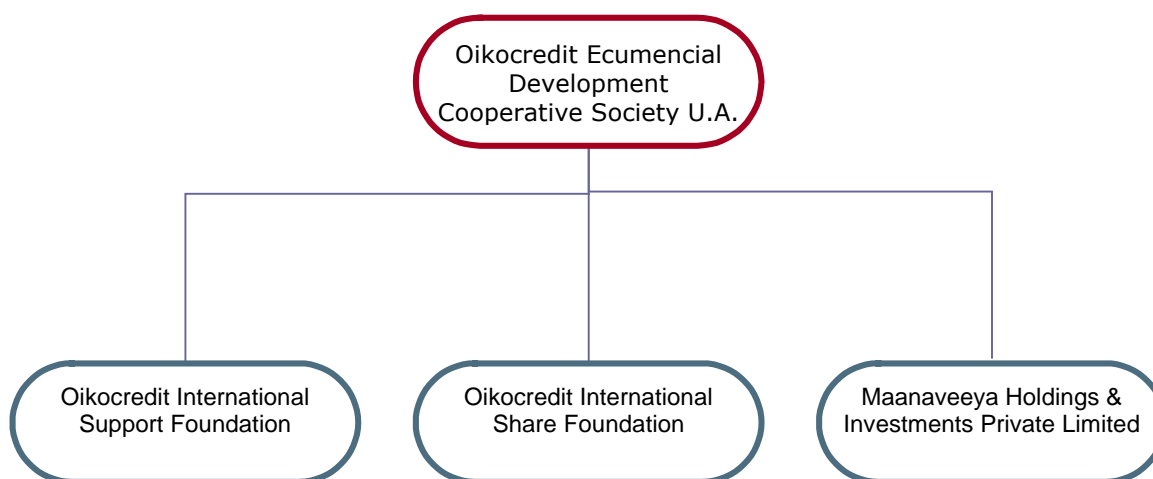 Oikocredit Ecumencial
Development
Cooperative Society U.A.
Oikocredit International
Support Foundation
Oikocredit International
Share Foundation
Maanaveeya Holdings &
Investments Private Limited